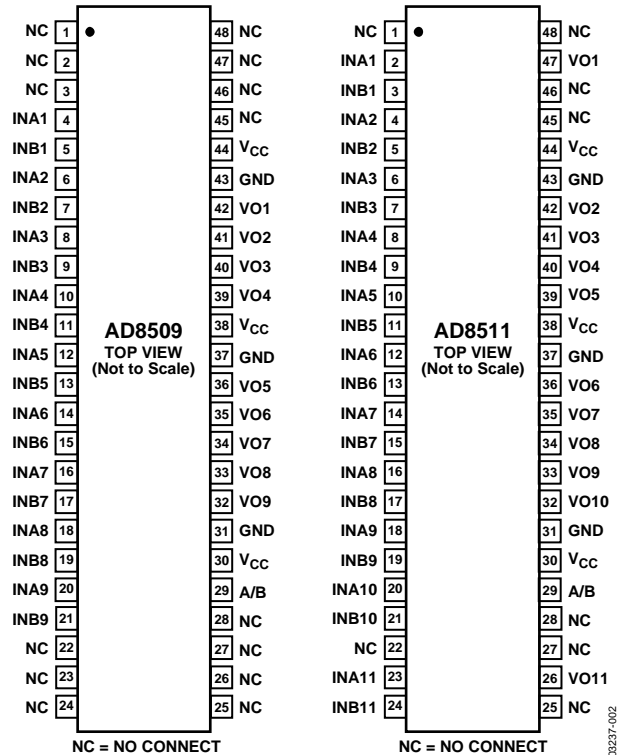 NC 1 48 NC
NC 2 47 NC
NC 3 46 NC
INA1 4 45 NC
INB1 5 44 VCC
INA2 6 43 GND
INB2 7 42 VO1
INA3 8 41 VO2
INB3 9 40 VO3
INA4 10 39 VO4
INB4 11 38 VCC
INA5 12 37 GND
INB5 13 36 VO5
INA6 14 35 VO6
INB6 15 34 VO7
INA7 16 33 VO8
INB7 17 32 VO9
INA8 18 31 GND
INB8 19 30 VCC
INA9 20 29 A/B
INB9 21 28 NC
NC 22 27 NC
NC 23 26 NC
NC 24 25 NC
AD8509
TOP VIEW
(Not to Scale)
NC = NO CONNECT
NC 1 48 NC
INA1 2 47 VO1
INB1 3 46 NC
INA2 4 45 NC
INB2 5 44 VCC
INA3 6 43 GND
INB3 7 42 VO2
INA4 8 41 VO3
INB4 9 40 VO4
INA5 10 39 VO5
INB5 11 38 VCC
INA6 12 37 GND
INB6 13 36 VO6
INA7 14 35 VO7
INB7 15 34 VO8
INA8 16 33 VO9
INB8 17 32 VO10
INA9 18 31 GND
INB9 19 30 VCC
INA10 20 29 A/B
INB10 21 28 NC
NC 22 27 NC
INA11 23 26 VO11
INB11 24 25 NC
AD8511
TOP VIEW
(Not to Scale)
NC = NO CONNECT
03237-002